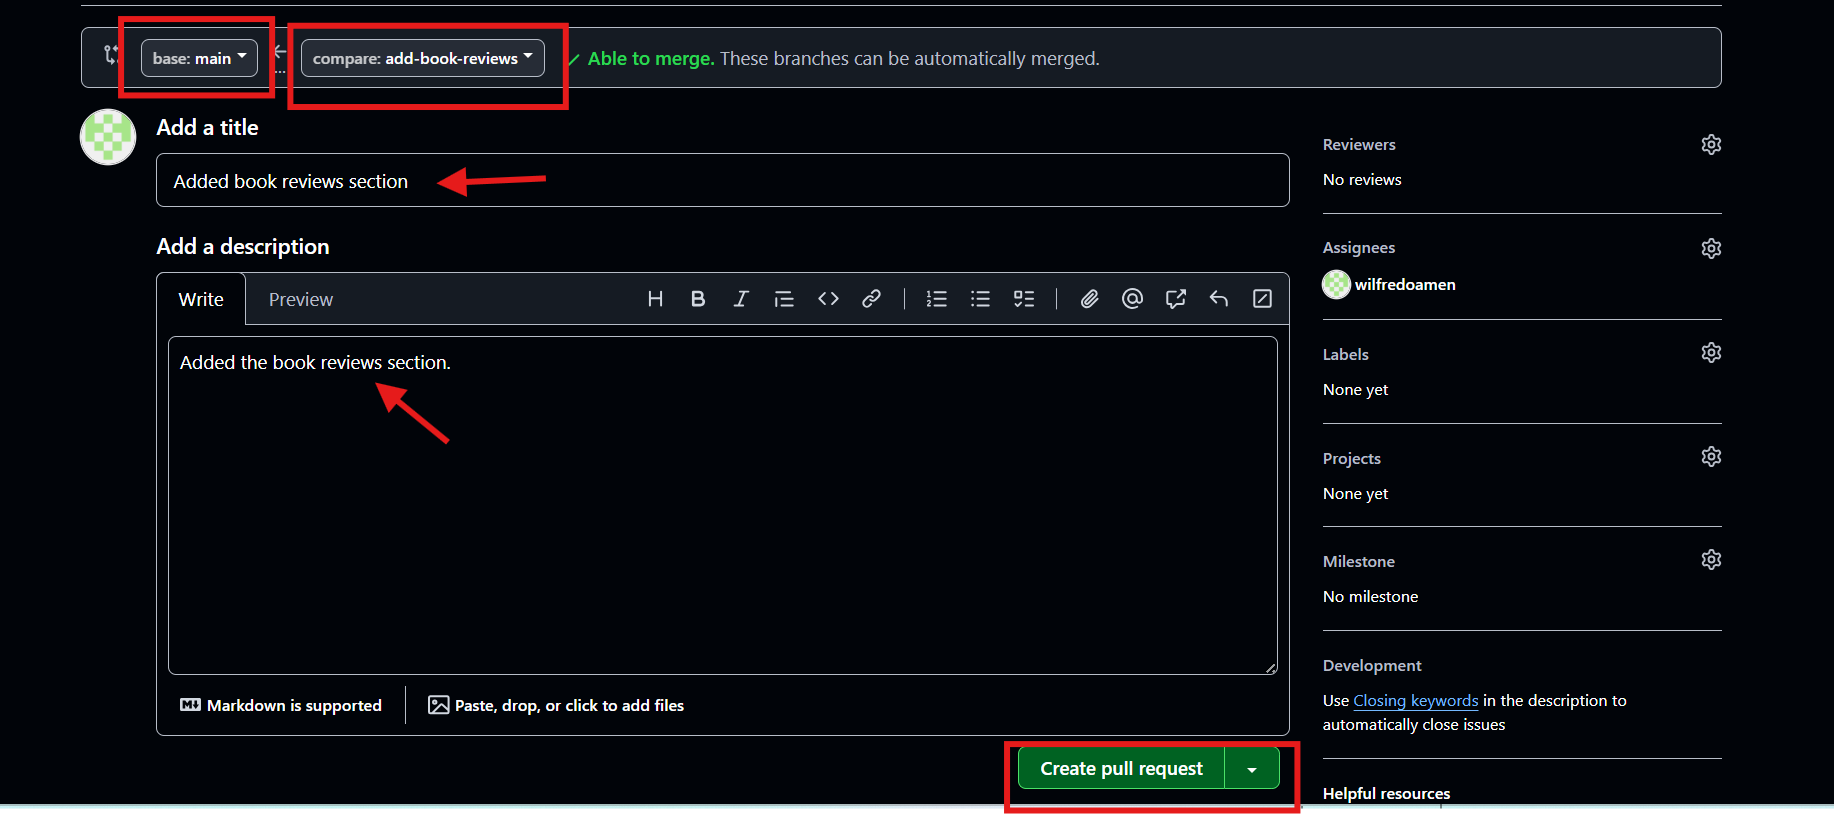 base: main
...
compare: add-book-reviews
Able to merge. These branches can be automatically merged.
Add a title
Added book reviews section
Add a description
Write
Preview
H B I
Added the book reviews section.
Markdown is supported
Paste, drop, or click to add files
Create pull request
Reviewers
No reviews
Assignees
wilfredoamen
Labels
None yet
Projects
None yet
Milestone
No milestone
Development
Use Closing keywords in the description to
automatically close issues
Helpful resources